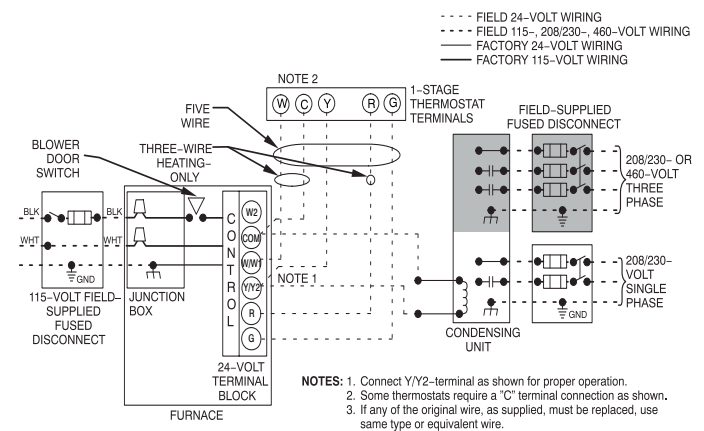 FIELD 24-VOLT WIRING
FIELD 115-, 208/230-, 460-VOLT WIRING
FACTORY 24-VOLT WIRING
FACTORY 115-VOLT WIRING
NOTE 2
W C Y R G
1-STAGE
THERMOSTAT
TERMINALS
FIVE
WIRE
THREE-WIRE
HEATING-
ONLY
BLOWER
DOOR
SWITCH
FIELD-SUPPLIED
FUSED DISCONNECT
208/230- OR
460-VOLT
THREE
PHASE
BLK
BLK
WHT
WHT
GND
CONTROL
W2
COM
W/W1
Y/Y2
R
G
NOTE 1
208/230-
VOLT
SINGLE
PHASE
GND
115-VOLT FIELD-
SUPPLIED
FUSED
DISCONNECT
JUNCTION
BOX
CONDENSING
UNIT
24-VOLT
TERMINAL
BLOCK
FURNACE
NOTES: 1. Connect Y/Y2-terminal as shown for proper operation.
2. Some thermostats require a "C" terminal connection as shown.
3. If any of the original wire, as supplied, must be replaced, use
same type or equivalent wire.